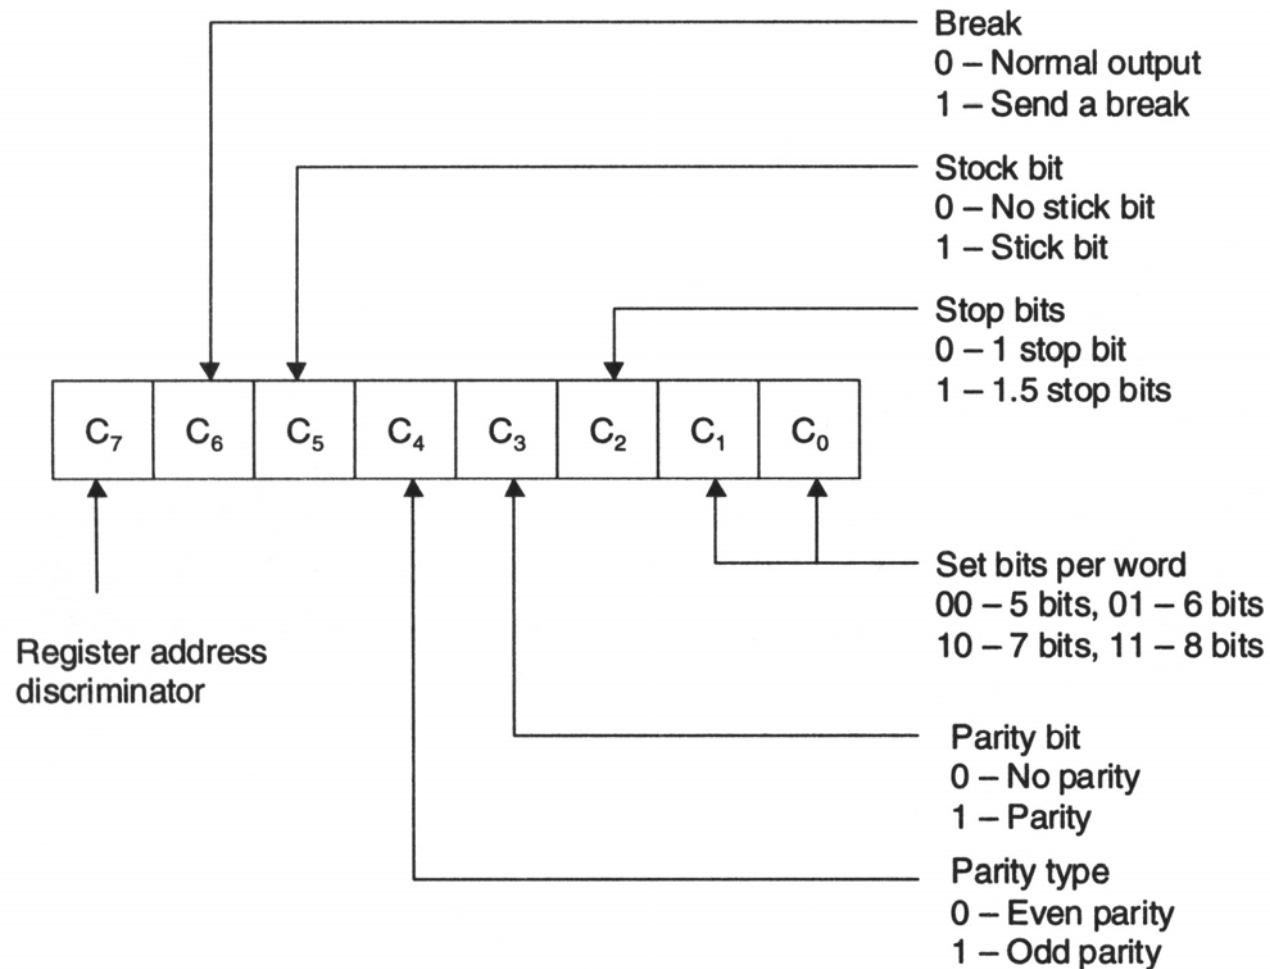 Break
0 – Normal output
1 – Send a break
Stock bit
0 – No stick bit
1 – Stick bit
Stop bits
0 – 1 stop bit
1 – 1.5 stop bits
C₇ C₆ C₅ C₄ C₃ C₂ C₁ C₀
Set bits per word
00 – 5 bits, 01 – 6 bits
10 – 7 bits, 11 – 8 bits
Register address
discriminator
Parity bit
0 – No parity
1 – Parity
Parity type
0 – Even parity
1 – Odd parity